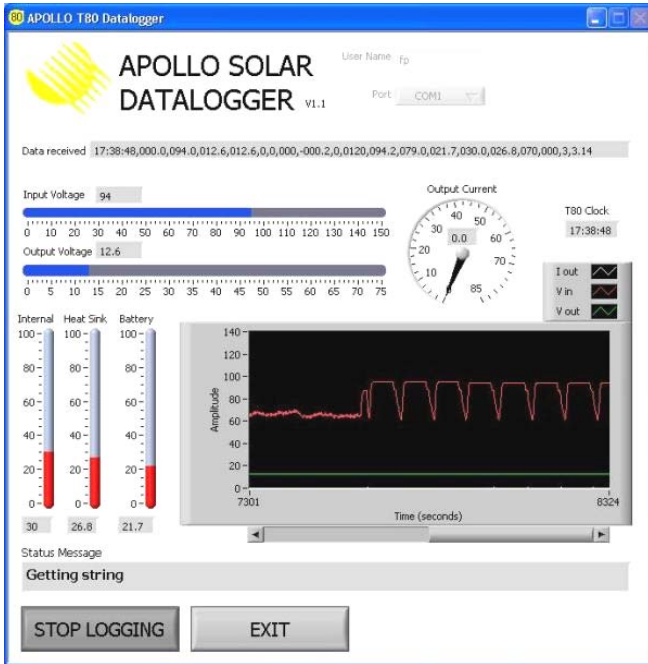 80 APOLLO T80 Datalogger
APOLLO SOLAR
DATALOGGER V1.1
User Name fp
Port COM1
Data received 17:38:48,000.0,094.0,012.6,012.6,0,0,000,-000.2,0,0120,094.2,079.0,021.7,030.0,026.8,070,000,3,3.14
Input Voltage 94
0 10 20 30 40 50 60 70 80 90 100 110 120 130 140 150
Output Voltage 12.6
0 5 10 15 20 25 30 35 40 45 50 55 60 65 70 75
Output Current
0 10 20 30 40 50 60 70 85
0.0
T80 Clock
17:38:48
I out
V in
V out
Internal Heat Sink Battery
100 100 100
80 80 80
60 60 60
40 40 40
20 20 20
0 0 0
30 26.8 21.7
Amplitude
140
120
100
80
60
40
20
0
7301 8324
Time (seconds)
Status Message
Getting string
STOP LOGGING EXIT